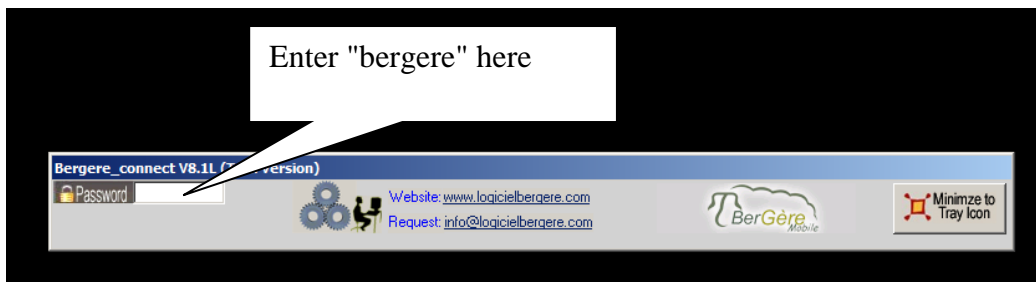 Enter "bergere" here
Bergere_connect V8.1L (T version)
Password
Website: www.logicielbergere.com
Request: info@logicielbergere.com
BerGère
Mobile
Minimze to
Tray Icon